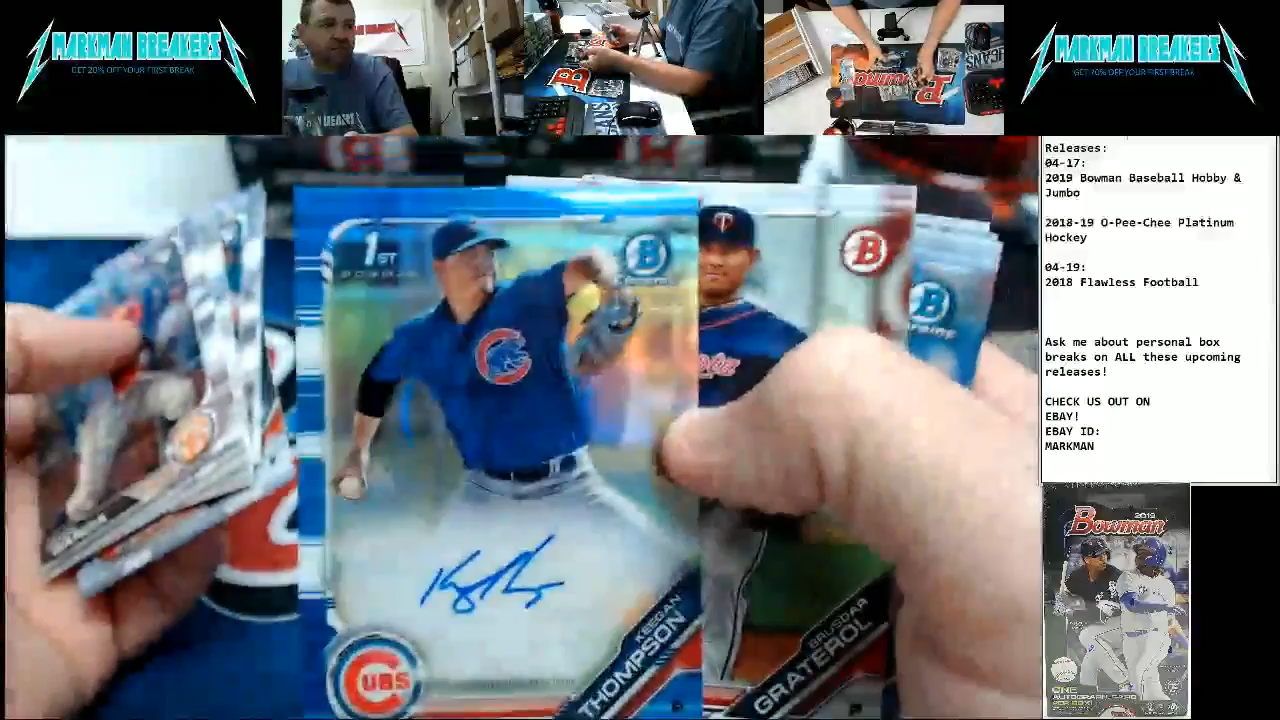 MARKMAN BREAKERS
GET 20% OFF YOUR FIRST BREAK
MARKMAN BREAKERS
GET 20% OFF YOUR FIRST BREAK
Bowman
Releases:
04-17:
2019 Bowman Baseball Hobby &
Jumbo
2018-19 O-Pee-Chee Platinum
Hockey
04-19:
2018 Flawless Football
Ask me about personal box
breaks on ALL these upcoming
releases!
CHECK US OUT ON
EBAY!
EBAY ID:
MARKMAN
1ST
B
B
B
KEEGAN
THOMPSON
CUBS
P
BRUSDAR
GRATEROL
P
2019
Bowman
ONE